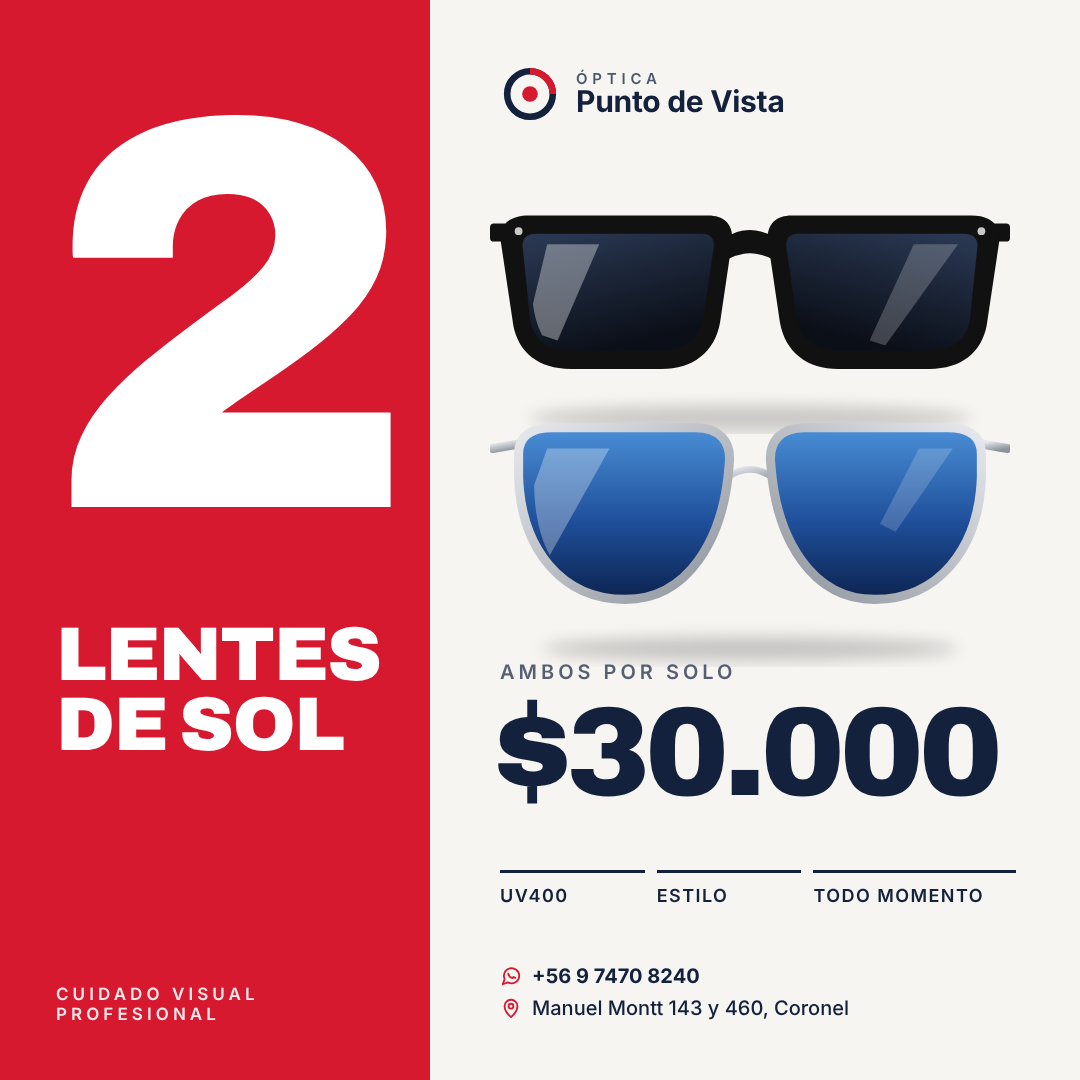 2
LENTES
DE SOL
CUIDADO VISUAL
PROFESIONAL
ÓPTICA
Punto de Vista
AMBOS POR SOLO
$30.000
UV400
ESTILO
TODO MOMENTO
+56 9 7470 8240
Manuel Montt 143 y 460, Coronel